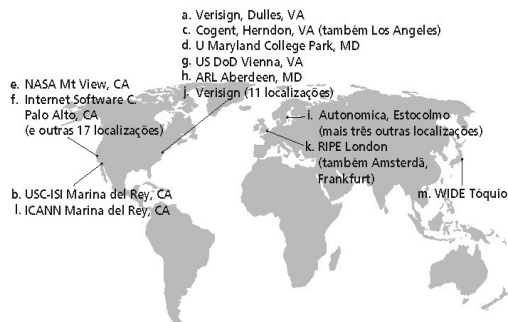 a. Verisign, Dulles, VA
c. Cogent, Herndon, VA (também Los Angeles)
d. U Maryland College Park, MD
g. US DoD Vienna, VA
h. ARL Aberdeen, MD
j. Verisign (11 localizações)
e. NASA Mt View, CA
f. Internet Software C.
Palo Alto, CA
(e outras 17 localizações)
i. Autonomica, Estocolmo
(mais três outras localizações)
k. RIPE London
(também Amsterdã,
Frankfurt)
m. WIDE Tóquio
b. USC-ISI Marina del Rey, CA
l. ICANN Marina del Rey, CA